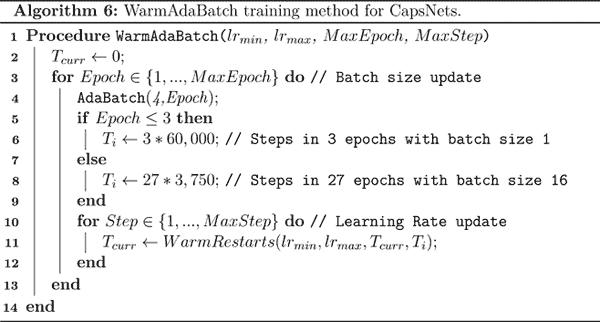 Algorithm 6: WarmAdaBatch training method for CapsNets.
1 Procedure WarmAdaBatch(lr_min, lr_max, MaxEpoch, MaxStep)
2 T_curr ← 0;
3 for Epoch ∈ {1, ..., MaxEpoch} do // Batch size update
4 AdaBatch(4,Epoch);
5 if Epoch ≤ 3 then
6 T_i ← 3 * 60,000; // Steps in 3 epochs with batch size 1
7 else
8 T_i ← 27 * 3,750; // Steps in 27 epochs with batch size 16
9 end
10 for Step ∈ {1, ..., MaxStep} do // Learning Rate update
11 T_curr ← WarmRestarts(lr_min, lr_max, T_curr, T_i);
12 end
13 end
14 end